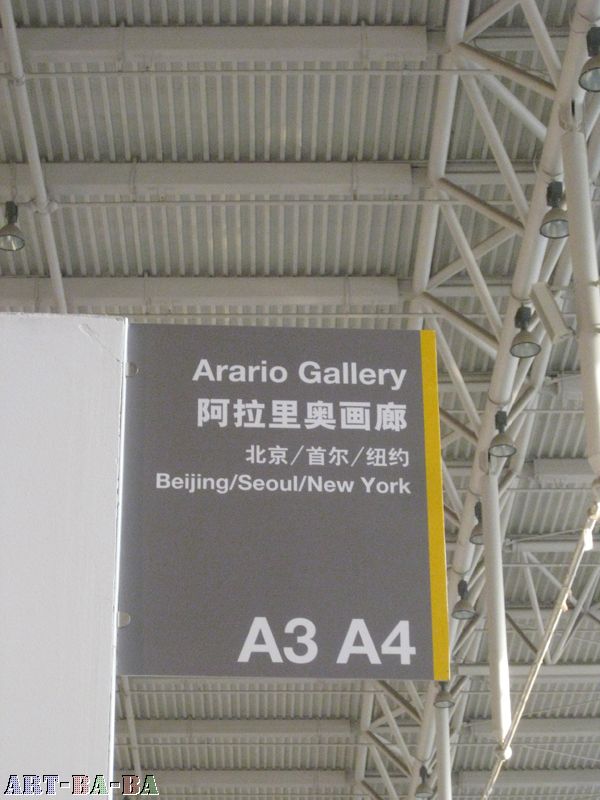 Arario Gallery
阿拉里奥画廊
北京/首尔/纽约
Beijing/Seoul/New York
A3 A4
ART-BA-BA